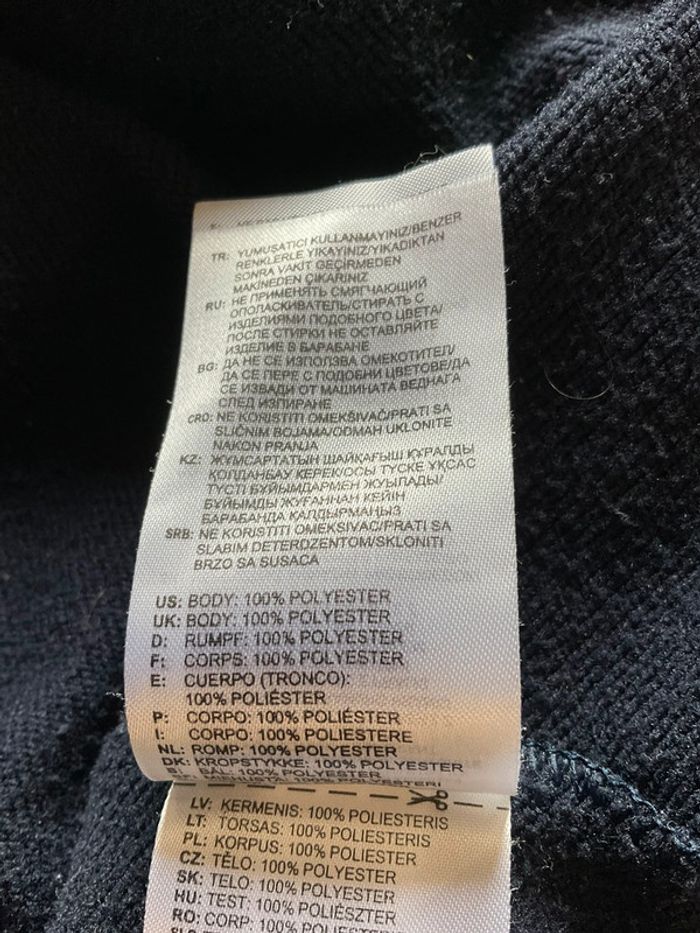 TR: YUMUŞATICI KULLANMAYINIZ/BENZER
RENKLERLE YIKAYINIZ/YIKADIKTAN
SONRA VAKİT GEÇİRMEDEN
MAKİNEDEN ÇIKARINIZ
RU: НЕ ПРИМЕНЯТЬ СМЯГЧАЮЩИЙ
ОПОЛАСКИВАТЕЛЬ/СТИРАТЬ С
ИЗДЕЛИЯМИ ПОДОБНОГО ЦВЕТА/
ПОСЛЕ СТИРКИ НЕ ОСТАВЛЯЙТЕ
ИЗДЕЛИЕ В БАРАБАНЕ
BG: ДА НЕ СЕ ИЗПОЛЗВА ОМЕКОТИТЕЛ/
ДА СЕ ПЕРЕ С ПОДОБНИ ЦВЕТОВЕ/ДА
СЕ ИЗВАДИ ОТ МАШИНАТА ВЕДНАГА
СЛЕД ИЗПИРАНЕ
CRO: NE KORISTITI OMEKŠIVAČ/PRATI SA
SLIČNIM BOJAMA/ODMAH UKLONITE
NAKON PRANJA
KZ: ЖҰМСАРТАТЫН ШАЙҚАҒЫШ ҚҰРАЛДЫ
ҚОЛДАНБАУ КЕРЕК/ОСЫ ТҮСКЕ ҰҚСАС
ТҮСТІ БҰЙЫМДАРМЕН ЖУЫЛАДЫ/
БҰЙЫМДЫ ЖУҒАННАН КЕЙІН
БАРАБАНДА ҚАЛДЫРМАҢЫЗ
SRB: NE KORISTITI OMEKSIVAC/PRATI SA
SLABIM DETERDZENTOM/SKLONITI
BRZO SA SUSACA
US: BODY: 100% POLYESTER
UK: BODY: 100% POLYESTER
D: RUMPF: 100% POLYESTER
F: CORPS: 100% POLYESTER
E: CUERPO (TRONCO):
100% POLIÉSTER
P: CORPO: 100% POLIÉSTER
I: CORPO: 100% POLIESTERE
NL: ROMP: 100% POLYESTER
DK: KROPSTYKKE: 100% POLYESTER
S: BÅL: 100% POLYESTER
MIEHUSTA: 100% POLYESTERI
LV: ĶERMENIS: 100% POLIESTERIS
LT: TORSAS: 100% POLIESTERIS
PL: KORPUS: 100% POLIESTER
CZ: TĚLO: 100% POLYESTER
SK: TELO: 100% POLYESTER
HU: TEST: 100% POLIÉSZTER
RO: CORP: 100% POLIESTER